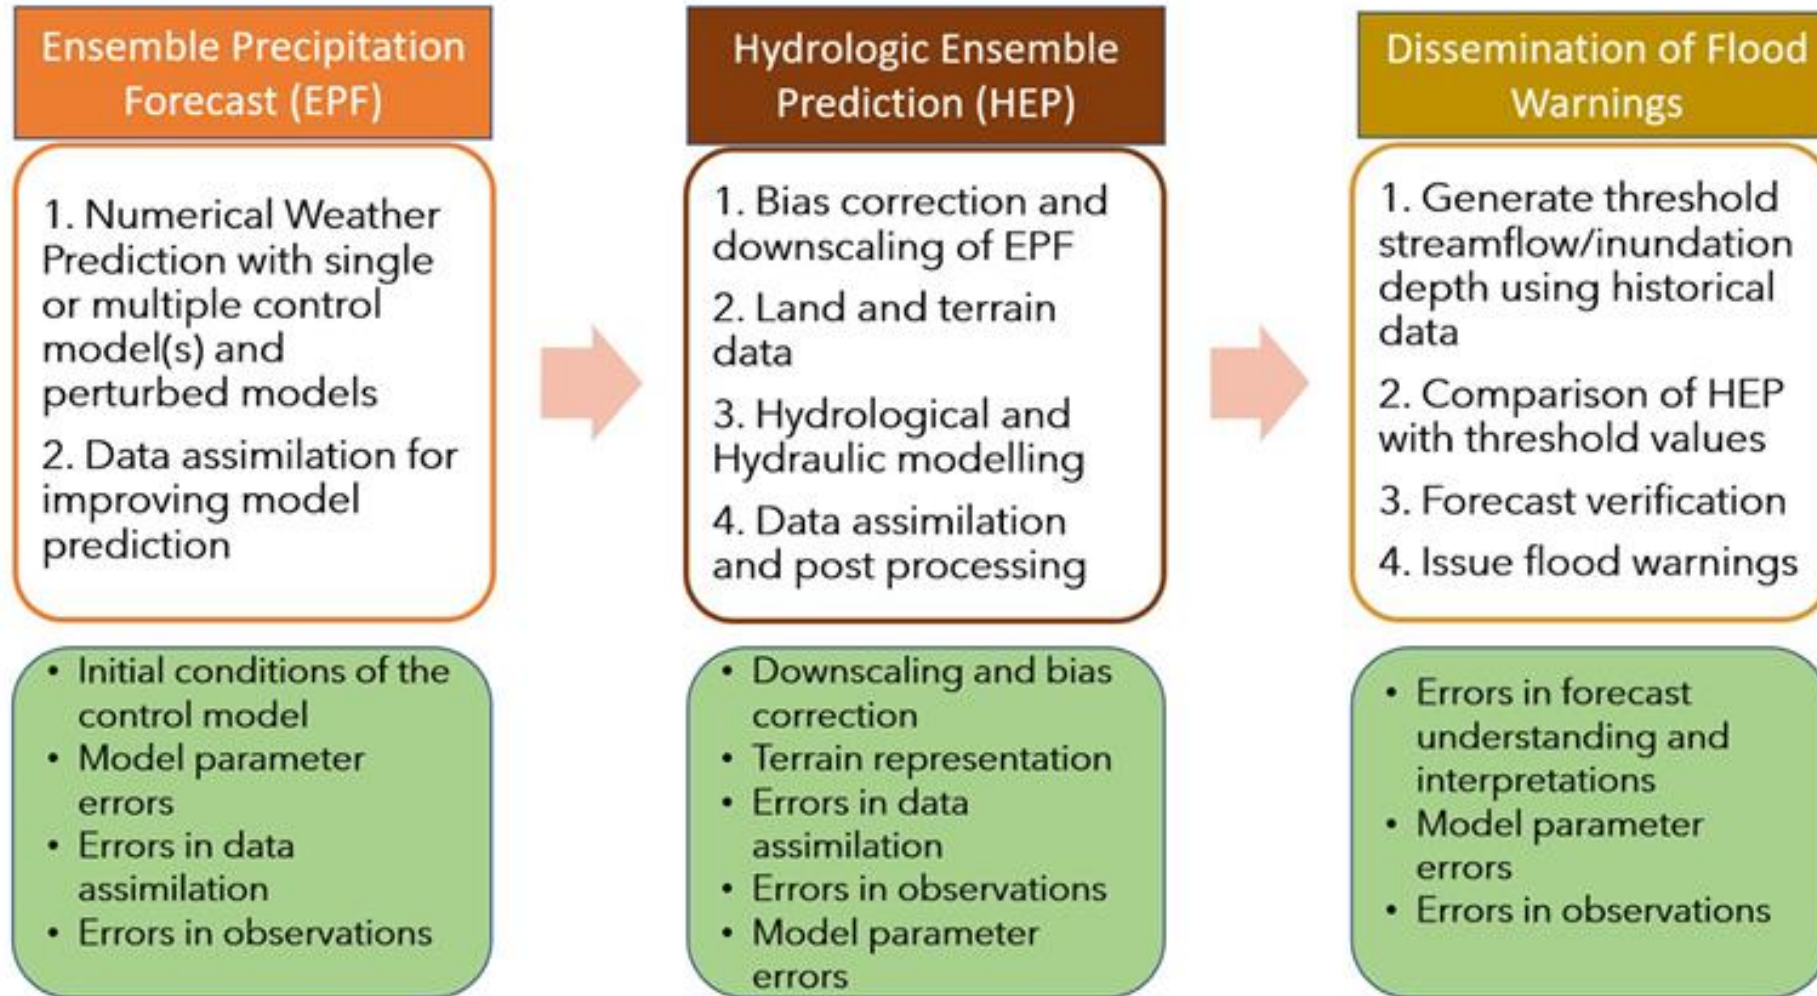 Ensemble Precipitation
Forecast (EPF)
1. Numerical Weather
Prediction with single
or multiple control
model(s) and
perturbed models
2. Data assimilation for
improving model
prediction
• Initial conditions of the
control model
• Model parameter
errors
• Errors in data
assimilation
• Errors in observations
Hydrologic Ensemble
Prediction (HEP)
1. Bias correction and
downscaling of EPF
2. Land and terrain
data
3. Hydrological and
Hydraulic modelling
4. Data assimilation
and post processing
• Downscaling and bias
correction
• Terrain representation
• Errors in data
assimilation
• Errors in observations
• Model parameter
errors
Dissemination of Flood
Warnings
1. Generate threshold
streamflow/inundation
depth using historical
data
2. Comparison of HEP
with threshold values
3. Forecast verification
4. Issue flood warnings
• Errors in forecast
understanding and
interpretations
• Model parameter
errors
• Errors in observations